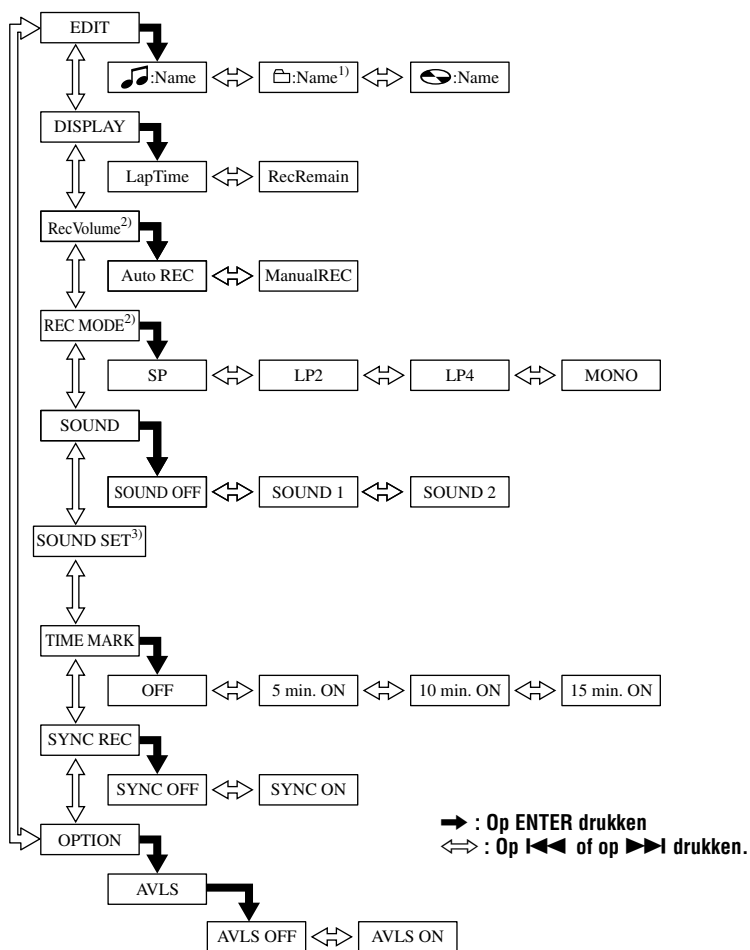 EDIT
:Name :Name1) :Name
DISPLAY
LapTime RecRemain
RecVolume2)
Auto REC ManualREC
REC MODE2)
SP LP2 LP4 MONO
SOUND
SOUND OFF SOUND 1 SOUND 2
SOUND SET3)
TIME MARK
OFF 5 min. ON 10 min. ON 15 min. ON
SYNC REC
SYNC OFF SYNC ON
OPTION
: Op ENTER drukken
: Op of op drukken.
AVLS
AVLS OFF AVLS ON